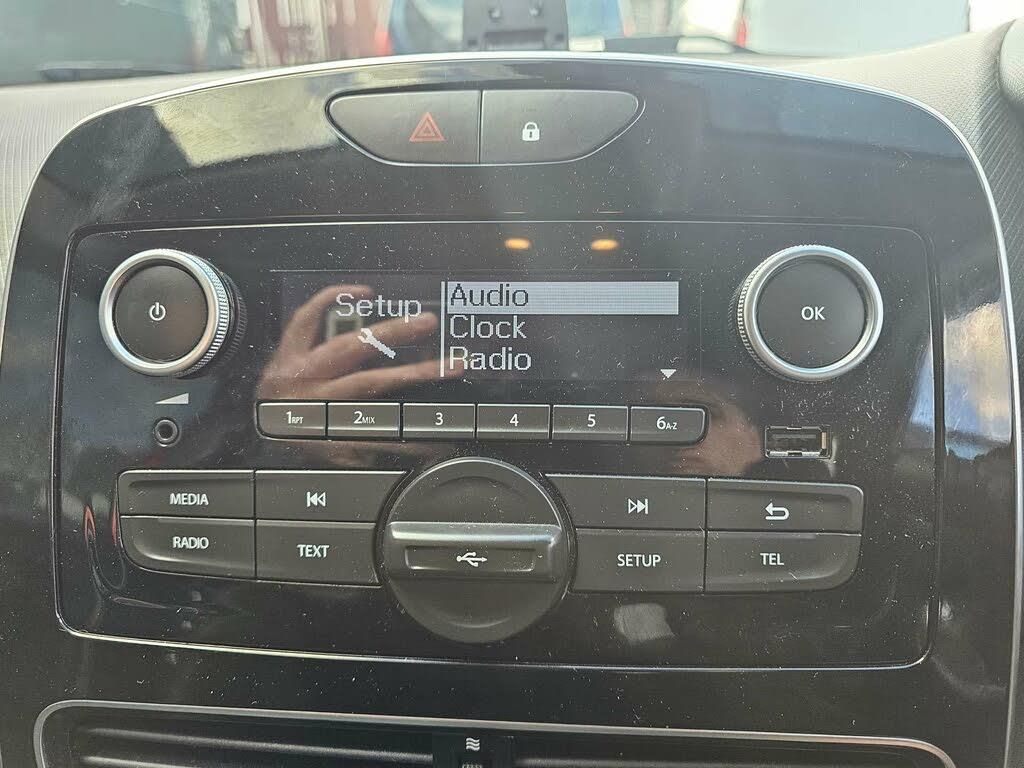 Setup
Audio
Clock
Radio
OK
1RPT
2MIX
3
4
5
6A-Z
MEDIA
RADIO
TEXT
SETUP
TEL